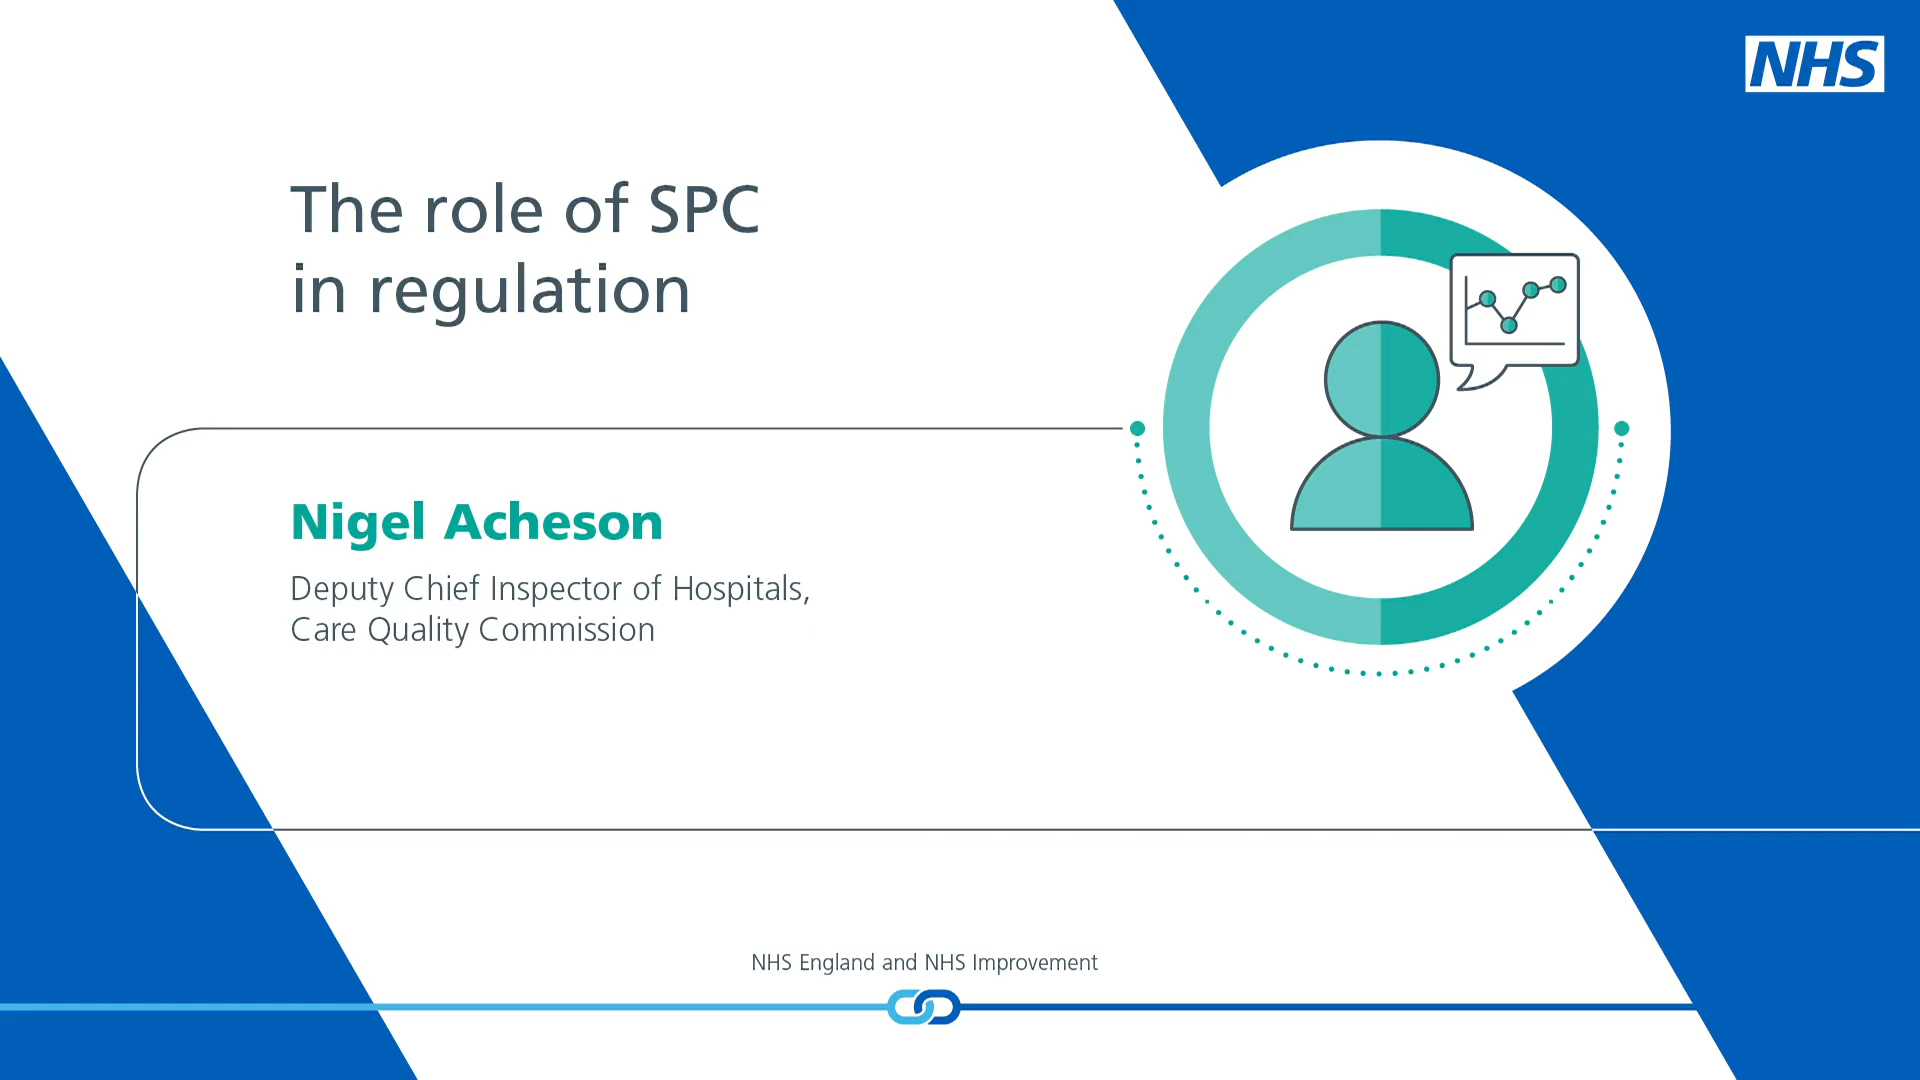 NHS
The role of SPC
in regulation
Nigel Acheson
Deputy Chief Inspector of Hospitals,
Care Quality Commission
NHS England and NHS Improvement